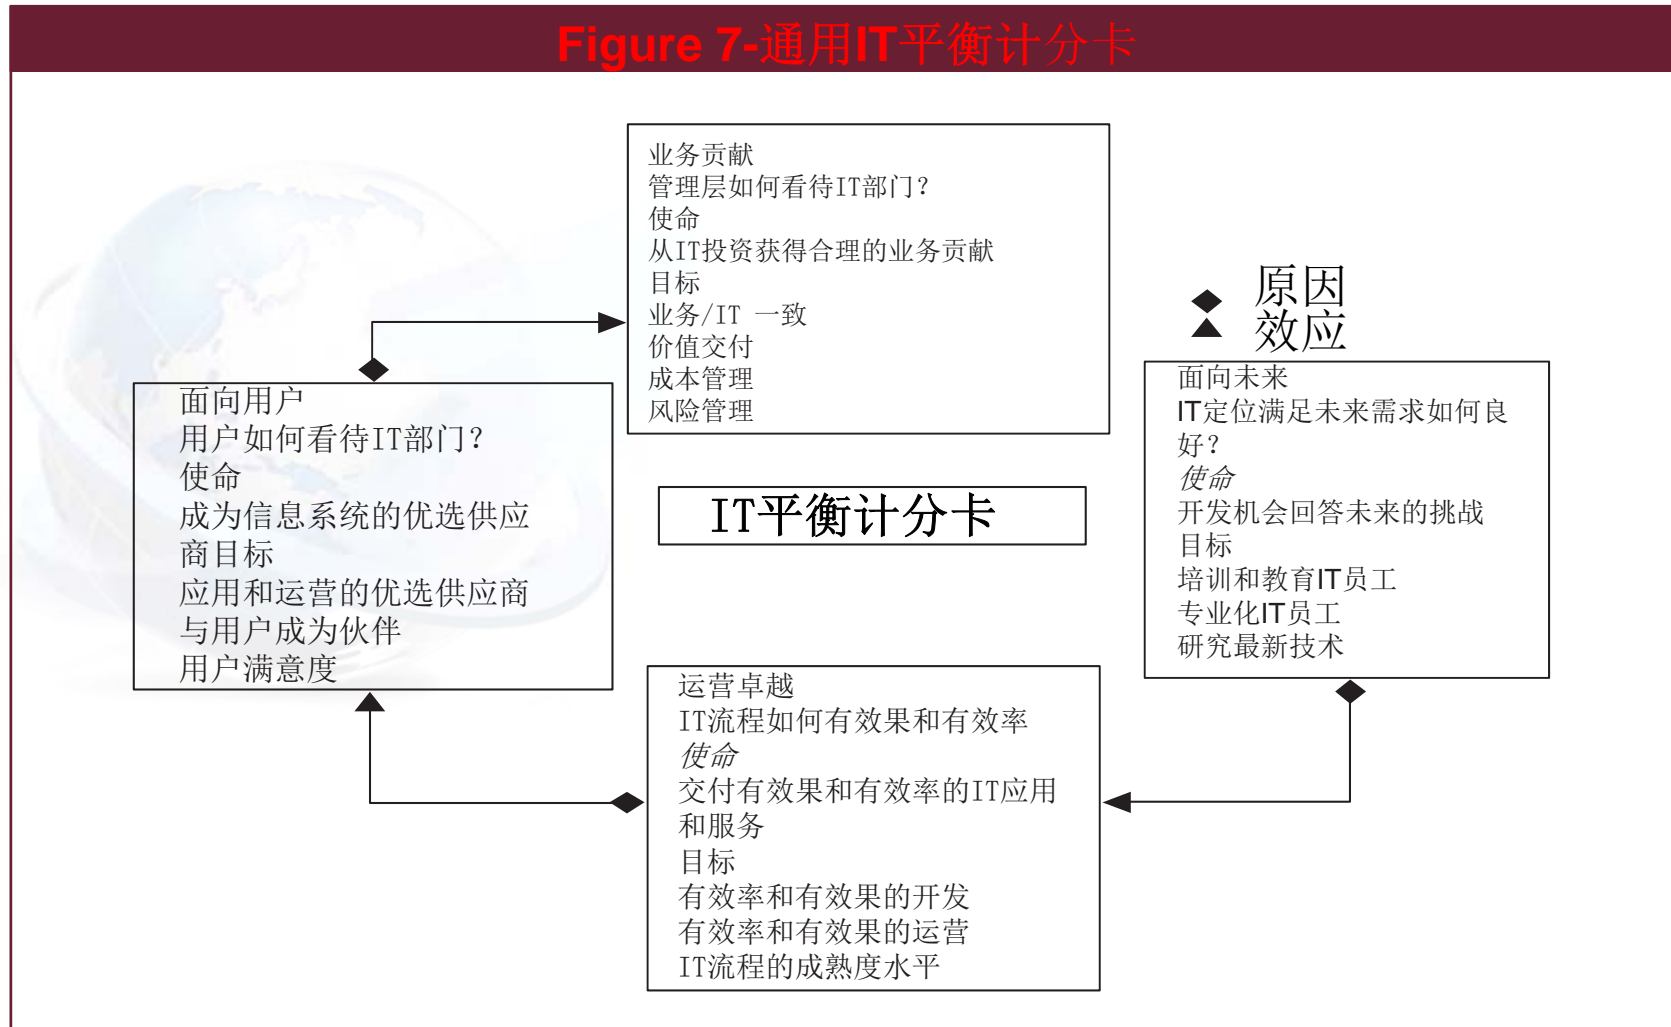 Figure 7-通用IT平衡计分卡
业务贡献
管理层如何看待IT部门?
使命
从IT投资获得合理的业务贡献
目标
业务/IT 一致
价值交付
成本管理
风险管理
原因
效应
面向用户
用户如何看待IT部门?
使命
成为信息系统的优选供应
商目标
应用和运营的优选供应商
与用户成为伙伴
用户满意度
IT平衡计分卡
面向未来
IT定位满足未来需求如何良
好?
使命
开发机会回答未来的挑战
目标
培训和教育IT员工
专业化IT员工
研究最新技术
运营卓越
IT流程如何有效果和有效率
使命
交付有效果和有效率的IT应用
和服务
目标
有效率和有效果的开发
有效率和有效果的运营
IT流程的成熟度水平